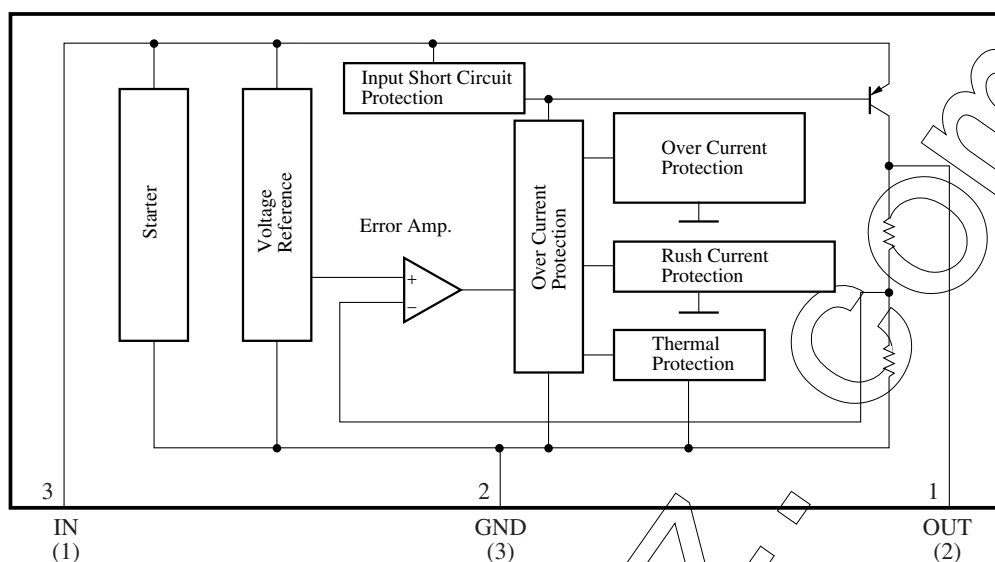 Input Short Circuit
Protection
Over Current
Protection
Starter
Voltage
Reference
Error Amp.
+
−
Over Current
Protection
Rush Current
Protection
Thermal
Protection
3
2
1
IN
GND
OUT
(1)
(3)
(2)